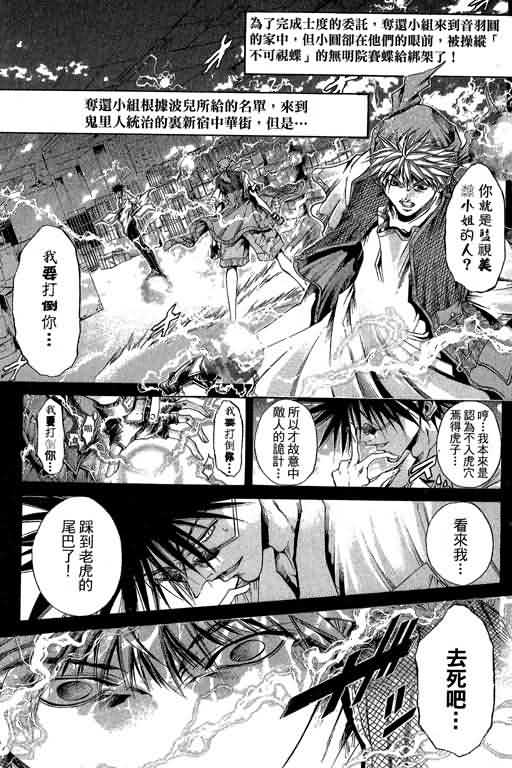 為了完成士度的委託，奪還小組來到音羽圓
的家中，但小圓卻在他們的眼前，被操縱「
不可視蝶」的無明院賽蝶給綁架了！
奪還小組根據波兒所給的名單，來到
鬼里人統治的裏新宿中華街，但是…
你就是監視美
小姐的人？
我要打倒你…
哼…我本來是
認為不入虎穴
焉得虎子…
所以才故意中
敵人的詭計…
我要打倒你…
我要打倒你…
看來我…
踩到老虎的
尾巴了！
去死吧…